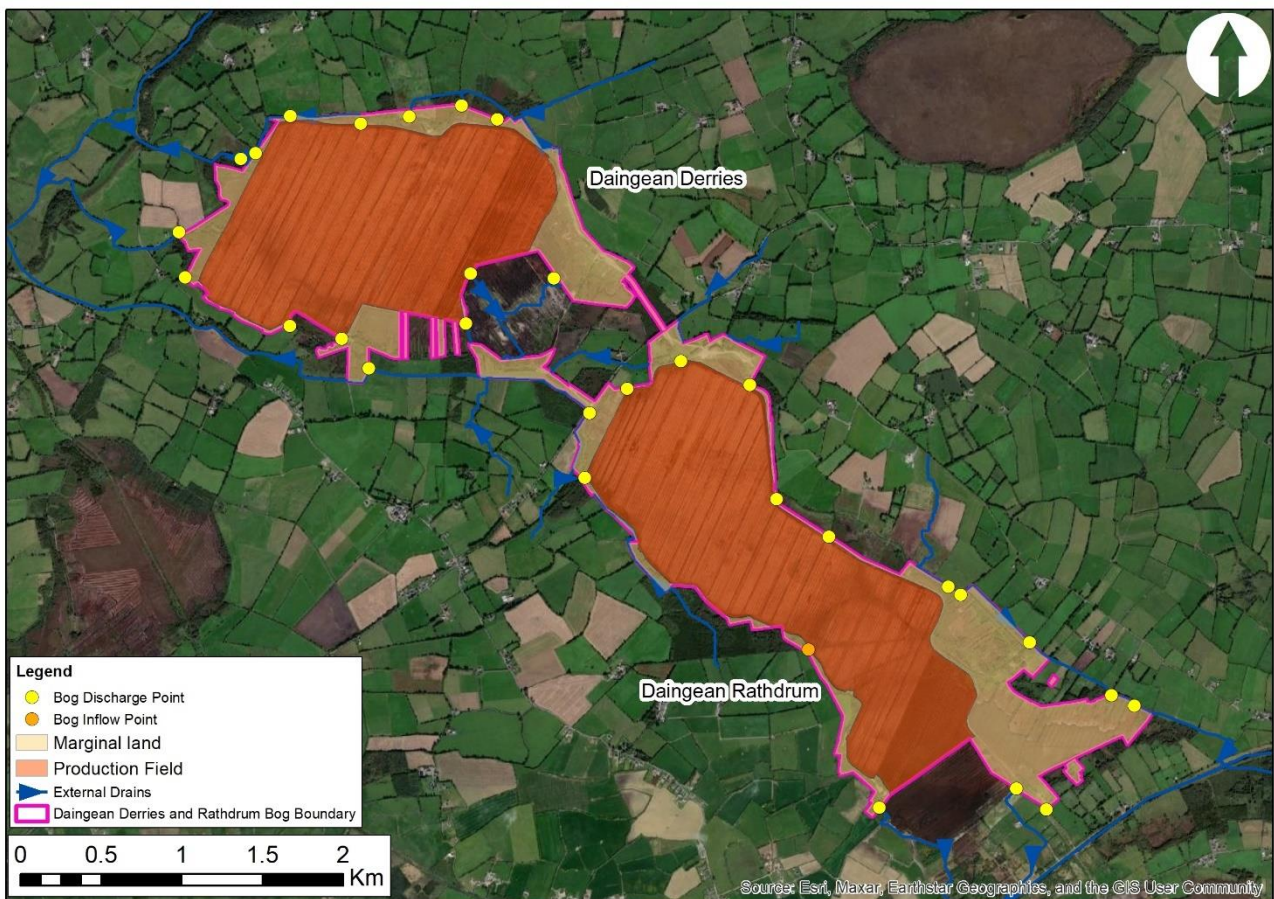 Daingean Derries
Daingean Rathdrum
Legend
Bog Discharge Point
Bog Inflow Point
Marginal land
Production Field
External Drains
Daingean Derries and Rathdrum Bog Boundary
0 0.5 1 1.5 2
Km
Source: Esri, Maxar, Earthstar Geographics, and the GIS User Community